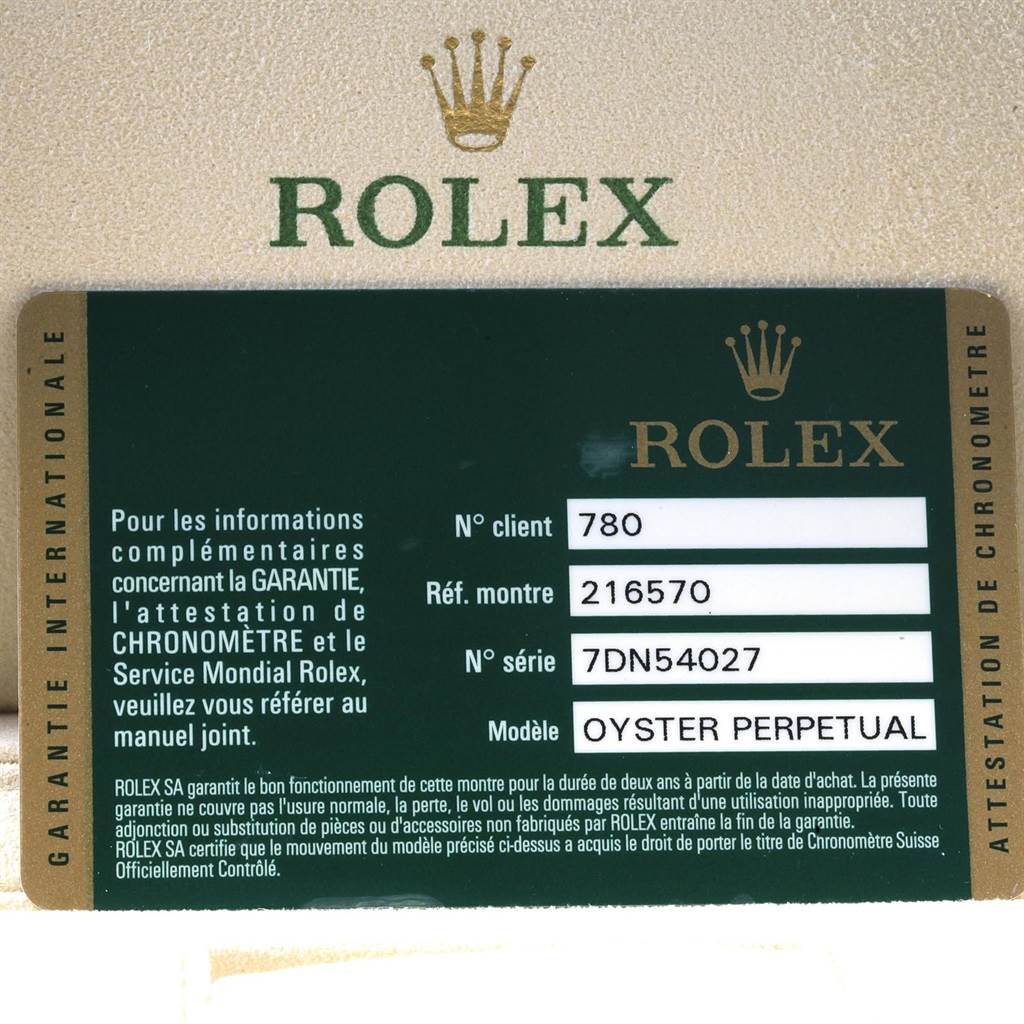 ROLEX
GARANTIE INTERNATIONALE
ROLEX
Pour les informations
complémentaires
concernant la GARANTIE,
l'attestation de
CHRONOMÈTRE et le
Service Mondial Rolex,
veuillez vous référer au
manuel joint.
N° client 780
Réf. montre 216570
N° série 7DN54027
Modèle OYSTER PERPETUAL
ROLEX SA garantit le bon fonctionnement de cette montre pour la durée de deux ans à partir de la date d'achat. La présente
garantie ne couvre pas l'usure normale, la perte, le vol ou les dommages résultant d'une utilisation inappropriée. Toute
adjonction ou substitution de pièces ou d'accessoires non fabriqués par ROLEX entraîne la fin de la garantie.
ROLEX SA certifie que le mouvement du modèle précisé ci-dessus a acquis le droit de porter le titre de Chronomètre Suisse
Officiellement Contrôlé.
ATTESTATION DE CHRONOMETRE